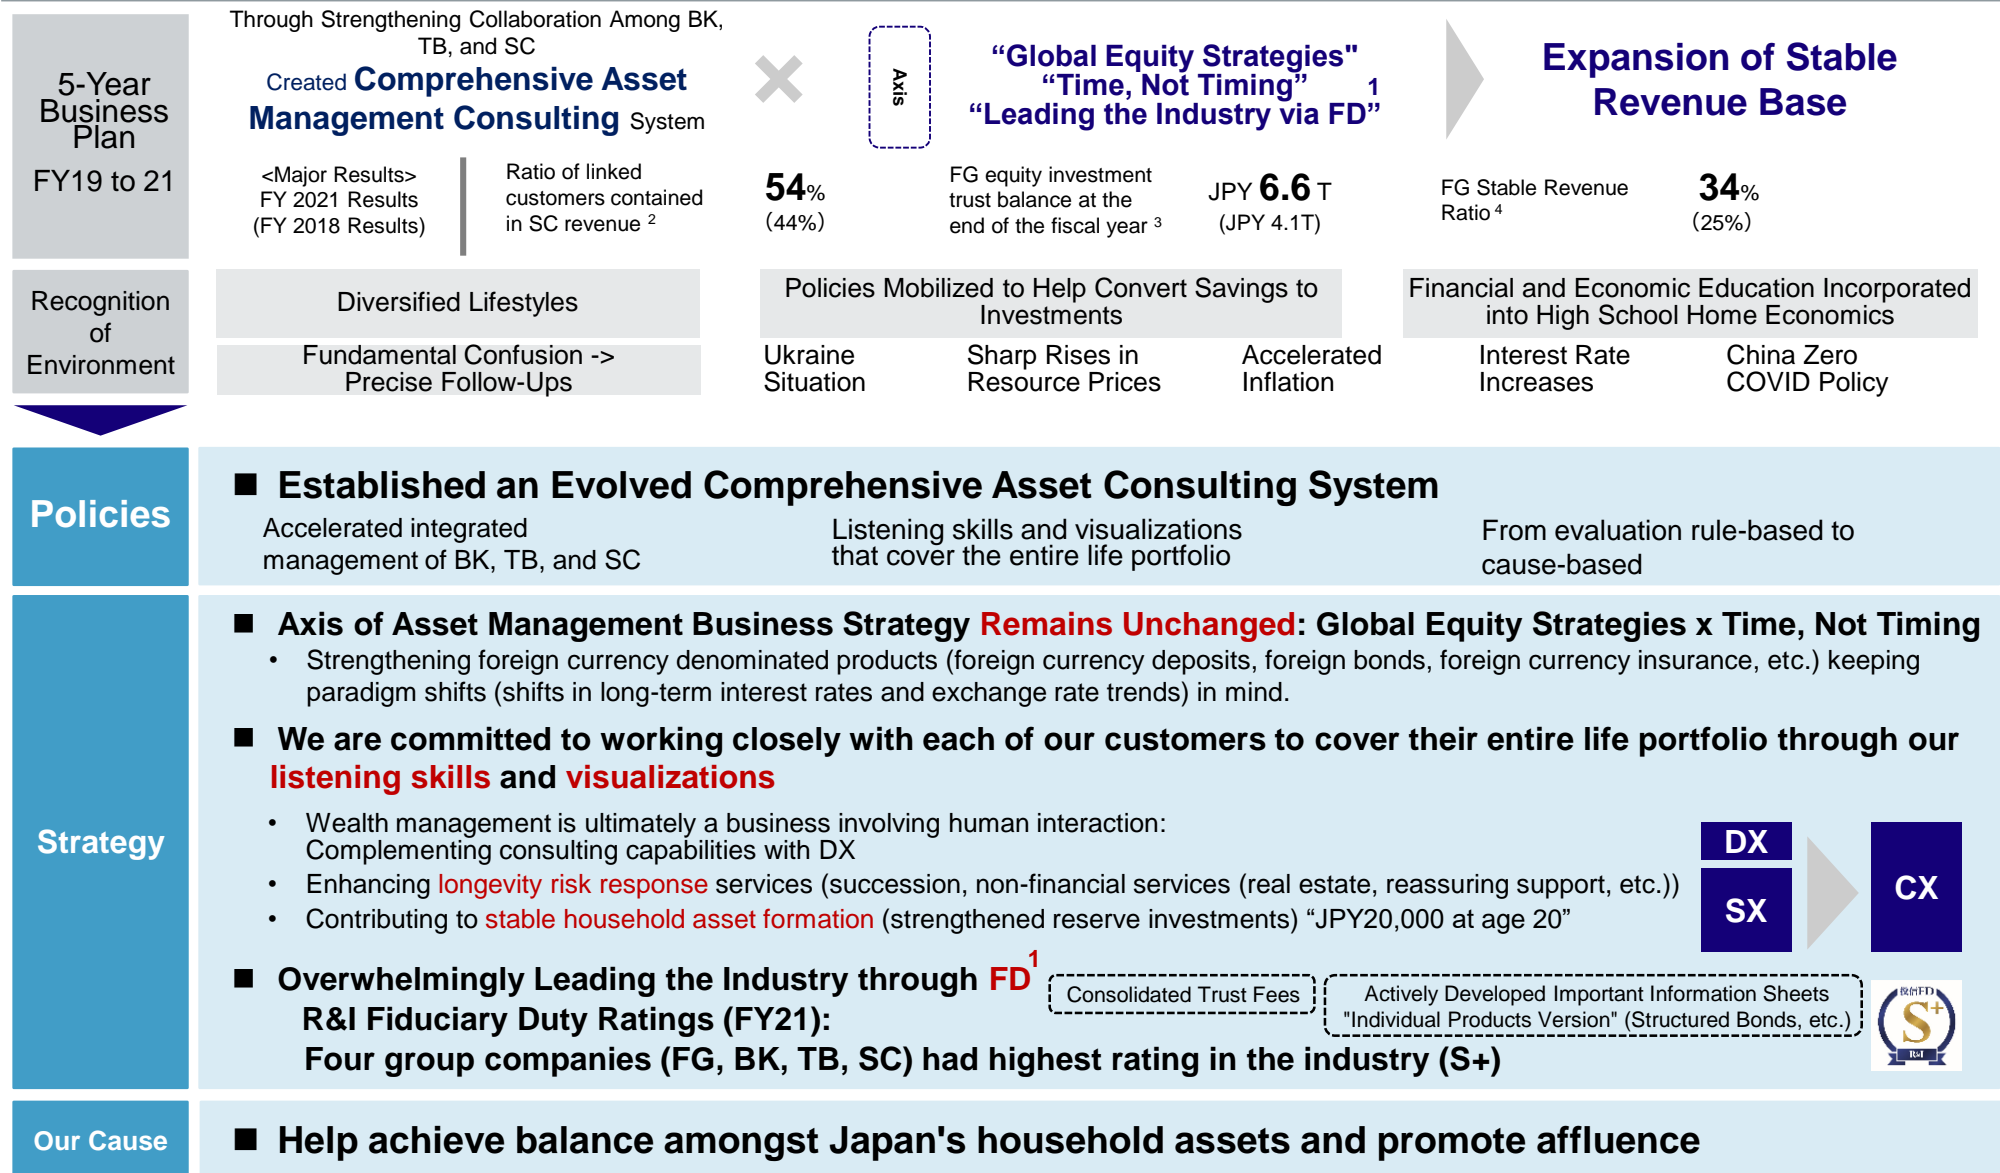 5-Year
Business
Plan
FY19 to 21
Through Strengthening Collaboration Among BK,
TB, and SC
Created Comprehensive Asset
Management Consulting System
Axis
“Global Equity Strategies"
“Time, Not Timing”
“Leading the Industry via FD” 1
Expansion of Stable
Revenue Base
<Major Results>
FY 2021 Results
(FY 2018 Results)
Ratio of linked
customers contained
in SC revenue 2
54%
(44%)
FG equity investment
trust balance at the
end of the fiscal year 3
JPY 6.6 T
(JPY 4.1T)
FG Stable Revenue
Ratio 4
34%
(25%)
Recognition
of
Environment
Diversified Lifestyles
Policies Mobilized to Help Convert Savings to
Investments
Financial and Economic Education Incorporated
into High School Home Economics
Fundamental Confusion ->
Precise Follow-Ups
Ukraine
Situation
Sharp Rises in
Resource Prices
Accelerated
Inflation
Interest Rate
Increases
China Zero
COVID Policy
Policies
■ Established an Evolved Comprehensive Asset Consulting System
Accelerated integrated
management of BK, TB, and SC
Listening skills and visualizations
that cover the entire life portfolio
From evaluation rule-based to
cause-based
Strategy
■ Axis of Asset Management Business Strategy Remains Unchanged: Global Equity Strategies x Time, Not Timing
• Strengthening foreign currency denominated products (foreign currency deposits, foreign bonds, foreign currency insurance, etc.) keeping
paradigm shifts (shifts in long-term interest rates and exchange rate trends) in mind.
■ We are committed to working closely with each of our customers to cover their entire life portfolio through our
listening skills and visualizations
• Wealth management is ultimately a business involving human interaction:
Complementing consulting capabilities with DX
• Enhancing longevity risk response services (succession, non-financial services (real estate, reassuring support, etc.))
• Contributing to stable household asset formation (strengthened reserve investments) “JPY20,000 at age 20”
DX
SX
CX
■ Overwhelmingly Leading the Industry through FD 1
R&I Fiduciary Duty Ratings (FY21):
Four group companies (FG, BK, TB, SC) had highest rating in the industry (S+)
Consolidated Trust Fees
Actively Developed Important Information Sheets
"Individual Products Version" (Structured Bonds, etc.)
投信FD
S+
R&I
Our Cause
■ Help achieve balance amongst Japan's household assets and promote affluence